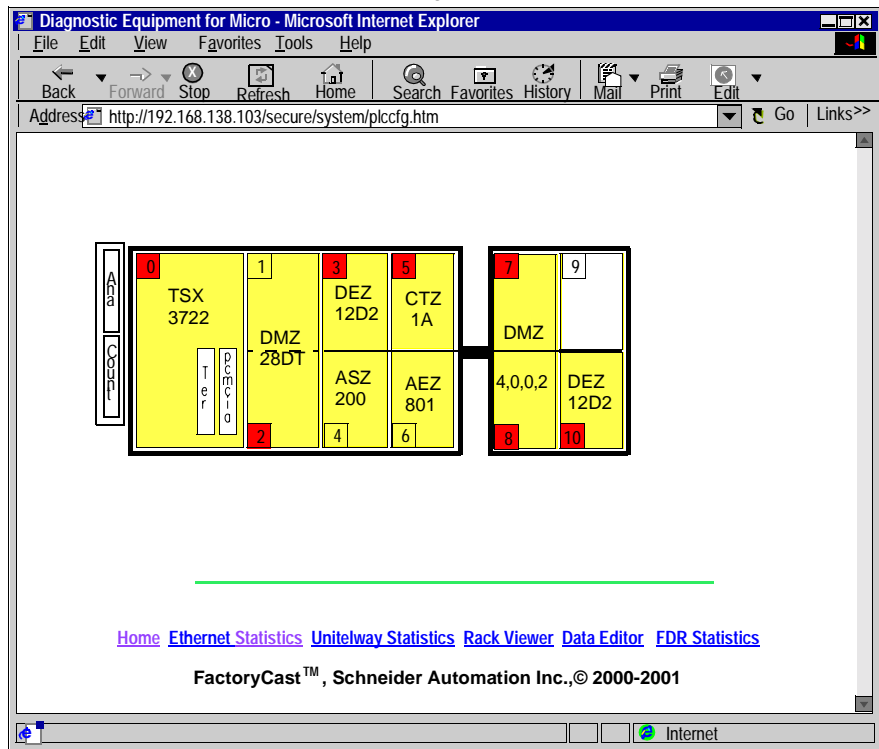 Diagnostic Equipment for Micro - Microsoft Internet Explorer
File Edit View Favorites Tools Help
Back Forward Stop Refresh Home Search Favorites History Mail Print Edit
Address http://192.168.138.103/secure/system/plccfg.htm Go Links>>
Ana
Count
0
TSX
3722
Ter
pcmcia
1
DMZ
28DT
2
3
DEZ
12D2
ASZ
200
4
5
CTZ
1A
AEZ
801
6
7
DMZ
4,0,0,2
8
9
DEZ
12D2
10
Home Ethernet Statistics Unitelway Statistics Rack Viewer Data Editor FDR Statistics
FactoryCast™, Schneider Automation Inc.,© 2000-2001
Internet